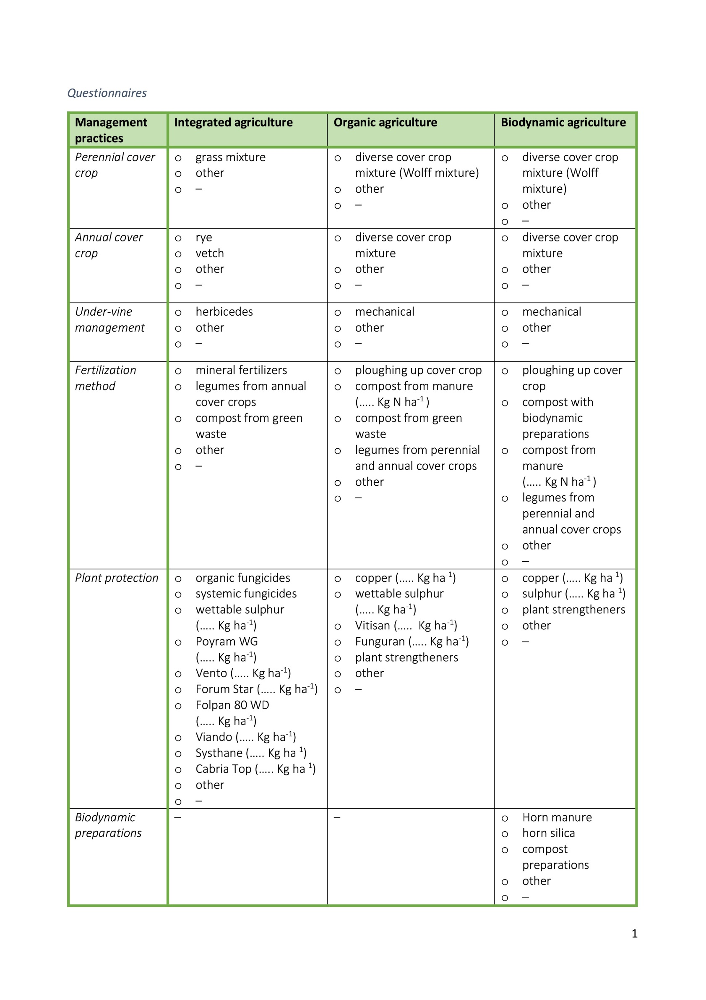 Questionnaires
Management
practices
Integrated agriculture
Organic agriculture
Biodynamic agriculture
Perennial cover
crop
o grass mixture
o other
o –
o diverse cover crop
mixture (Wolff mixture)
o other
o –
o diverse cover crop
mixture (Wolff
mixture)
o other
o –
Annual cover
crop
o rye
o vetch
o other
o –
o diverse cover crop
mixture
o other
o –
o diverse cover crop
mixture
o other
o –
Under-vine
management
o herbicedes
o other
o –
o mechanical
o other
o –
o mechanical
o other
o –
Fertilization
method
o mineral fertilizers
o legumes from annual
cover crops
o compost from green
waste
o other
o –
o ploughing up cover crop
o compost from manure
(..... Kg N ha⁻¹ )
o compost from green
waste
o legumes from perennial
and annual cover crops
o other
o –
o ploughing up cover
crop
o compost with
biodynamic
preparations
o compost from
manure
(..... Kg N ha⁻¹ )
o legumes from
perennial and
annual cover crops
o other
o –
Plant protection
o organic fungicides
o systemic fungicides
o wettable sulphur
(..... Kg ha⁻¹)
o Poyram WG
(..... Kg ha⁻¹)
o Vento (..... Kg ha⁻¹)
o Forum Star (..... Kg ha⁻¹)
o Folpan 80 WD
(..... Kg ha⁻¹)
o Viando (..... Kg ha⁻¹)
o Systhane (..... Kg ha⁻¹)
o Cabria Top (..... Kg ha⁻¹)
o other
o –
o copper (..... Kg ha⁻¹)
o wettable sulphur
(..... Kg ha⁻¹)
o Vitisan (..... Kg ha⁻¹)
o Funguran (..... Kg ha⁻¹)
o plant strengtheners
o other
o –
o copper (..... Kg ha⁻¹)
o sulphur (..... Kg ha⁻¹)
o plant strengtheners
o other
o –
Biodynamic
preparations
–
–
o Horn manure
o horn silica
o compost
preparations
o other
o –
1